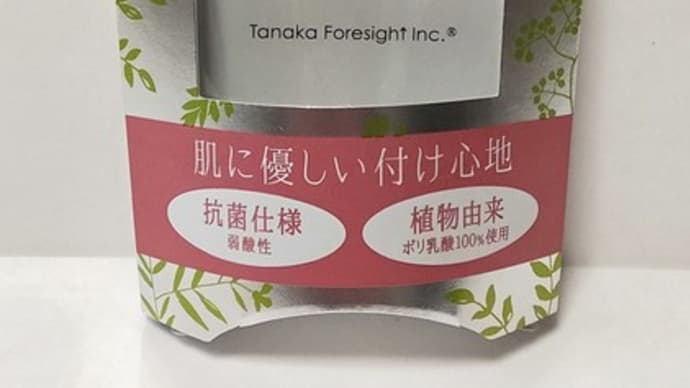 Tanaka Foresight Inc.®
肌に優しい付け心地
抗菌仕様
弱酸性
植物由来
ポリ乳酸100%使用